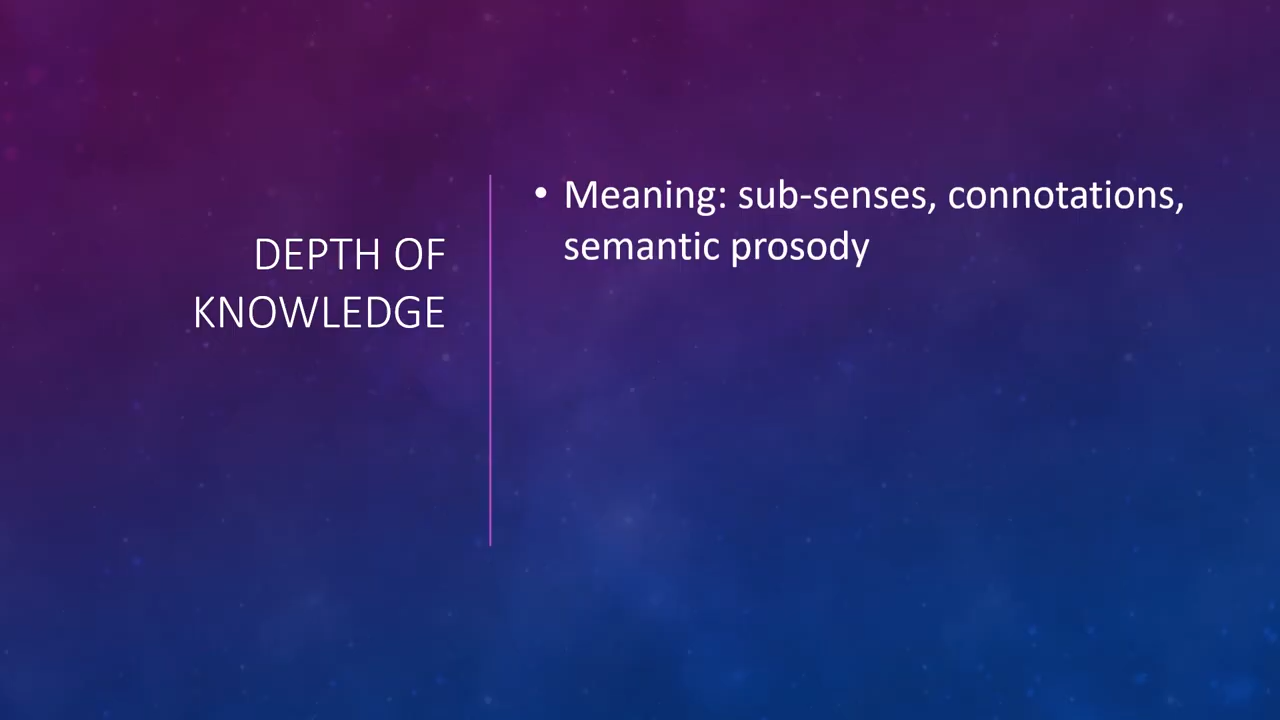 DEPTH OF
KNOWLEDGE
• Meaning: sub-senses, connotations,
semantic prosody